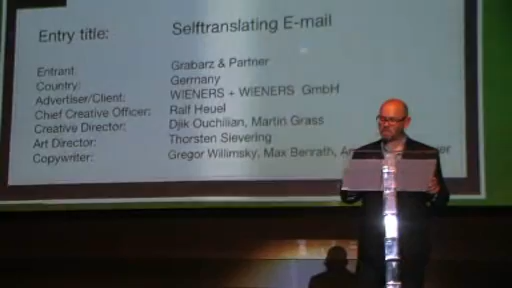 Entry title: Selftranslating E-mail
Entrant: Grabarz & Partner
Country: Germany
Advertiser/Client: WIENERS + WIENERS GmbH
Chief Creative Officer: Ralf Heuel
Creative Director: Djik Ouchiian, Martin Grass
Art Director: Thorsten Sievering
Copywriter: Gregor Willimsky, Max Benrath,